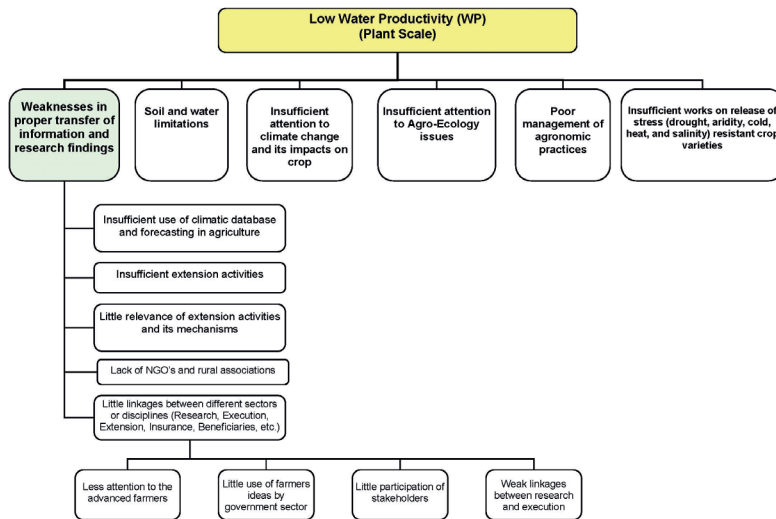 Low Water Productivity (WP)
(Plant Scale)
Weaknesses in
proper transfer of
information and
research findings
Soil and water
limitations
Insufficient
attention to
climate change
and its impacts on
crop
Insufficient attention
to Agro-Ecology
issues
Poor
management of
agronomic
practices
Insufficient works on release of
stress (drought, aridity, cold,
heat, and salinity) resistant crop
varieties
Insufficient use of climatic database
and forecasting in agriculture
Insufficient extension activities
Little relevance of extension activities
and its mechanisms
Lack of NGO's and rural associations
Little linkages between different sectors
or disciplines (Research, Execution,
Extension, Insurance, Beneficiaries, etc.)
Less attention to the
advanced farmers
Little use of farmers
ideas by
government sector
Little participation of
stakeholders
Weak linkages
between research
and execution